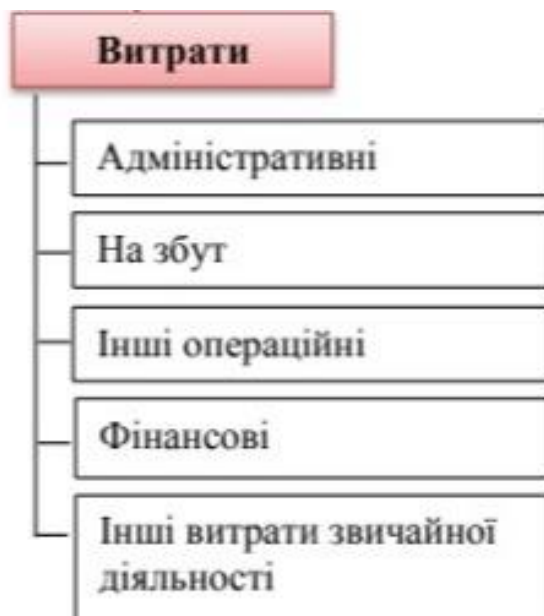 Витрати
Адміністративні
На збут
Інші операційні
Фінансові
Інші витрати звичайної
діяльності